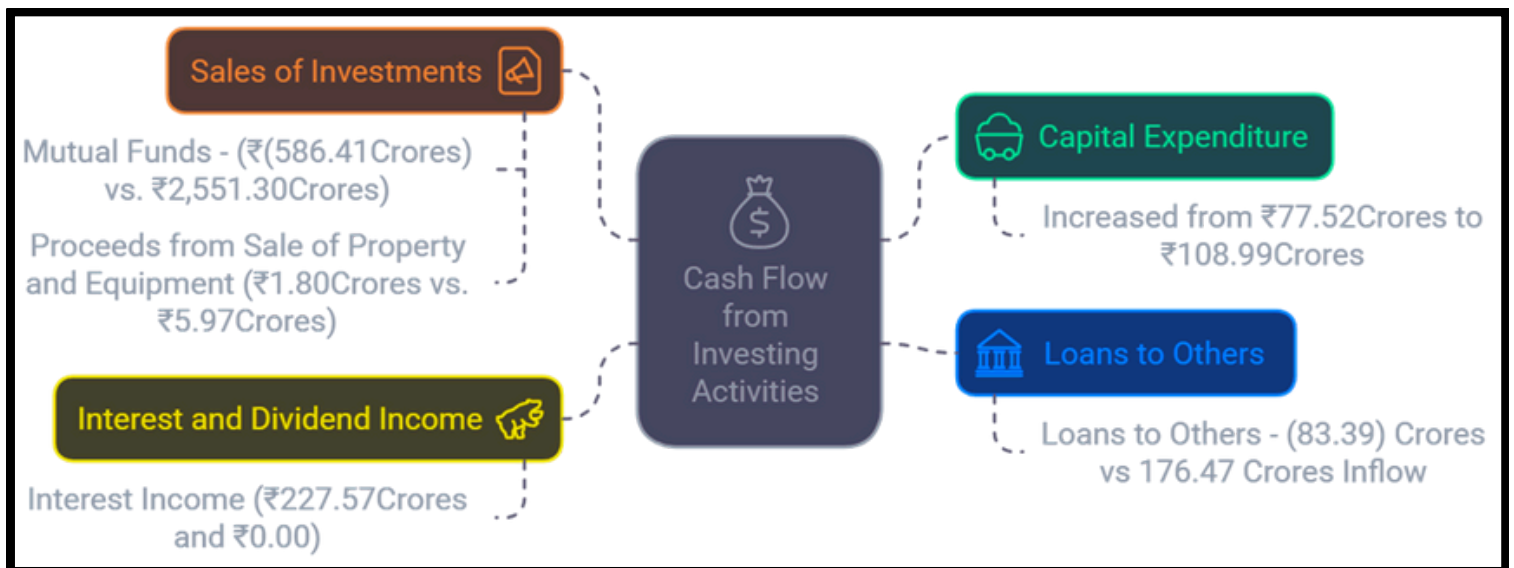 Sales of Investments
Mutual Funds - (₹(586.41Crores)
vs. ₹2,551.30Crores)
Proceeds from Sale of Property
and Equipment (₹1.80Crores vs.
₹5.97Crores)
Interest and Dividend Income
Interest Income (₹227.57Crores
and ₹0.00)
$
Cash Flow
from
Investing
Activities
Capital Expenditure
Increased from ₹77.52Crores to
₹108.99Crores
Loans to Others
Loans to Others - (83.39) Crores
vs 176.47 Crores Inflow